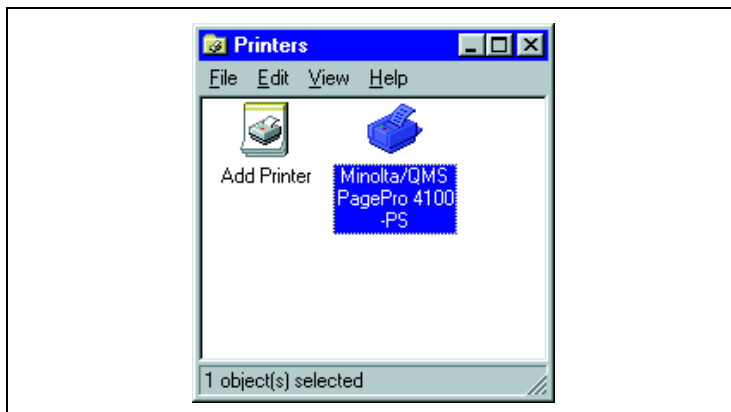 Printers
File Edit View Help
Add Printer
Minolta/QMS
PagePro 4100
-PS
1 object(s) selected